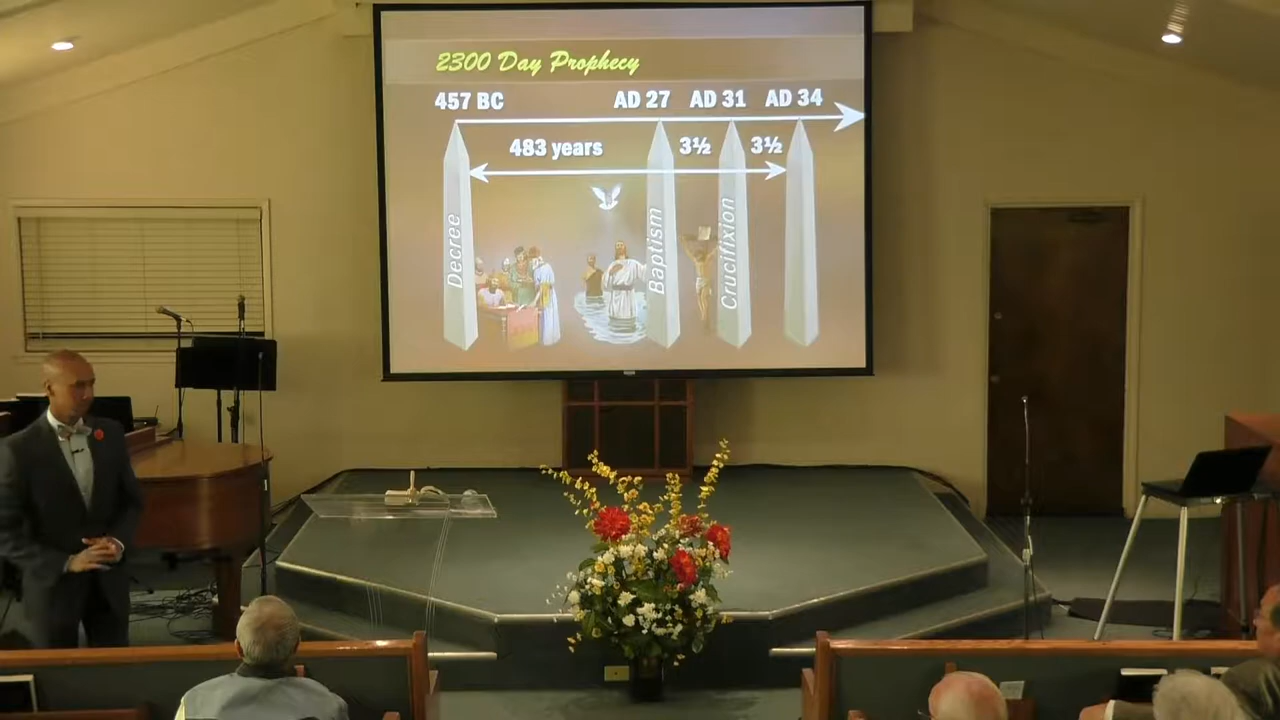 2300 Day Prophecy
457 BC AD 27 AD 31 AD 34
483 years 3½ 3½
Decree
Baptism
Crucifixion